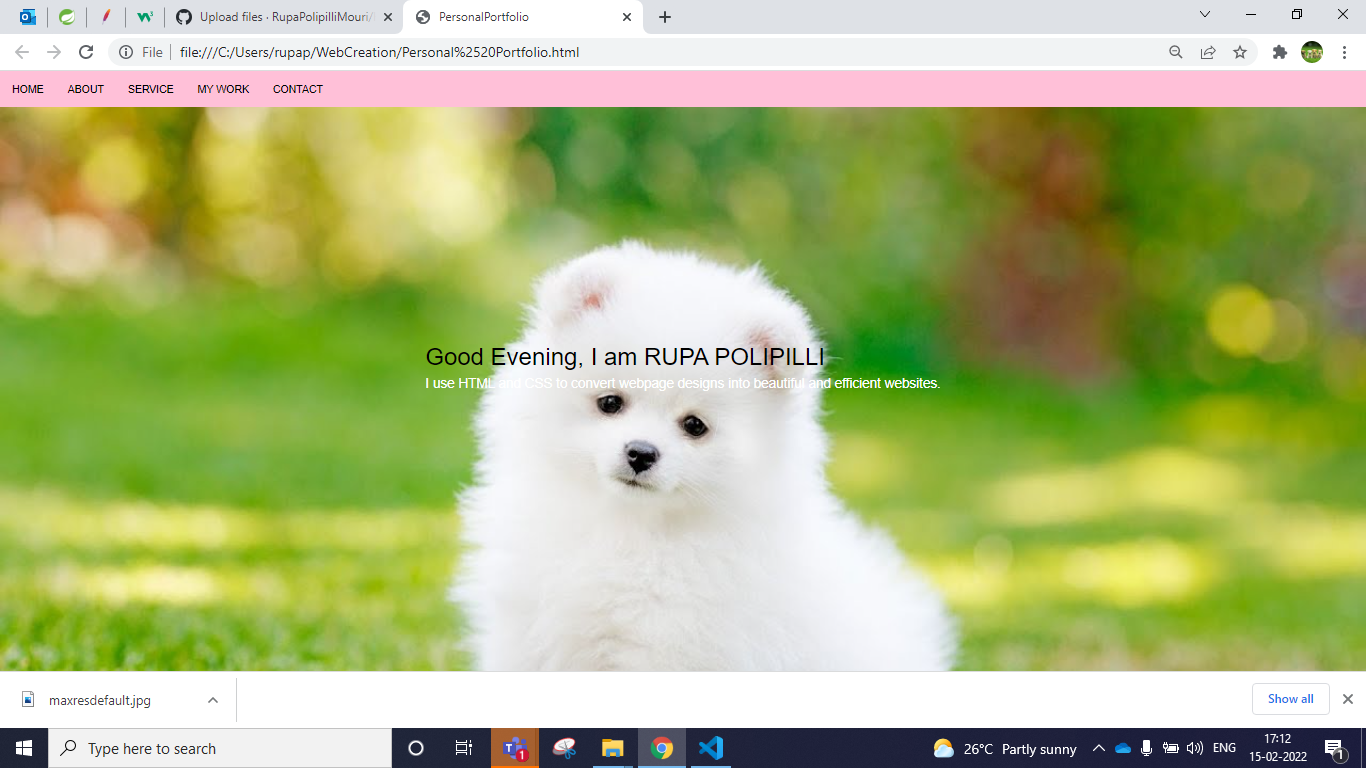 Upload files · RupaPolipilliMouri/
PersonalPortfolio
File
file:///C:/Users/rupap/WebCreation/Personal%2520Portfolio.html
HOME ABOUT SERVICE MY WORK CONTACT
Good Evening, I am RUPA POLIPILLI
I use HTML and CSS to convert webpage designs into beautiful and efficient websites.
maxresdefault.jpg
Show all
Type here to search
1
26°C Partly sunny
ENG
17:12
15-02-2022
1